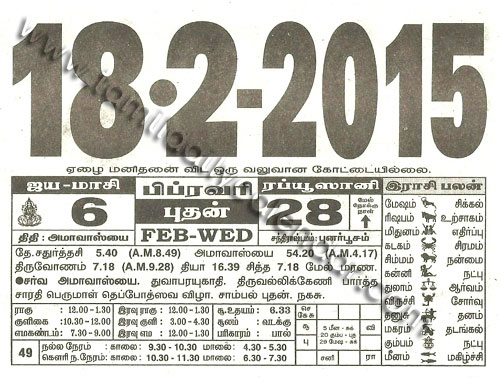 18-2-2015
ஏழை மனிதனை விட ஒரு வலுவான கோட்டையில்லை.
ஜய-மாசி பிப்ரவரி ரப்யூஸானி இராசி பலன்
6 புதன் 28 மேல் நோக்கு நாள்
திதி : அமாவாஸ்யை FEB-WED சந்திராஷ்டமம் புனர்பூசம்
மேஷம் சிக்கல்
ரிஷபம் உற்சாகம்
மிதுனம் எதிர்ப்பு
கடகம் சிரமம்
சிம்மம் நன்மை
கன்னி நட்பு
துலாம் ஆர்வம்
சோர்வு
தனுசு தனம்
மகரம் தடங்கல்
கும்பம் நட்பு
மீனம் மகிழ்ச்சி
தே.சதுர்த்தசி 5.40 (A.M.8.49) அமாவாஸ்யை 54.20 (A.M.4.17)
திருவோணம் 7.18 (A.M.9.28) தியா 16.39 சித்த 7.18 மேல் மரண.
●சர்வ அமாவாஸ்யை. துவாபரயுகாதி. திருவல்லிக்கேணி பார்த்த
சாரதி பெருமாள் தெப்போத்ஸவ விழா. சாம்பல் புதன். நகசு.
ராகு : 12.00 -1.30 இரவு ராகு : 12.00 - 1.30 சூ.உதயம் : 6.33
குளிகை :10.30 -12.00 இரவு குளி : 3.00 - 4.30 சூலம் : வடக்கு
எமகண்டம். : 7.30 - 9.00 இரவு எம : 12.00 - 1.30 பரிகாரம் : பால்
49 நல்ல நேரம் : காலை: 9.30 - 10.30 மாலை: 4.30 - 5.30
கௌரி ந.நேரம்: காலை: 10.30 - 11.30 மாலை: 6.30 - 7.30